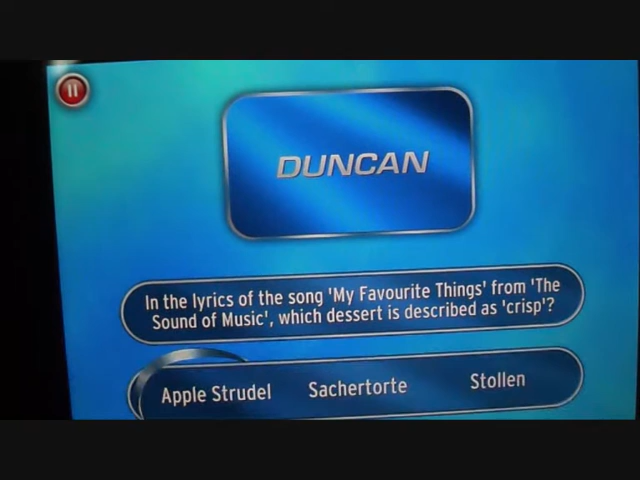 DUNCAN
In the lyrics of the song 'My Favourite Things' from 'The
Sound of Music', which dessert is described as 'crisp'?
Apple Strudel Sachertorte Stollen